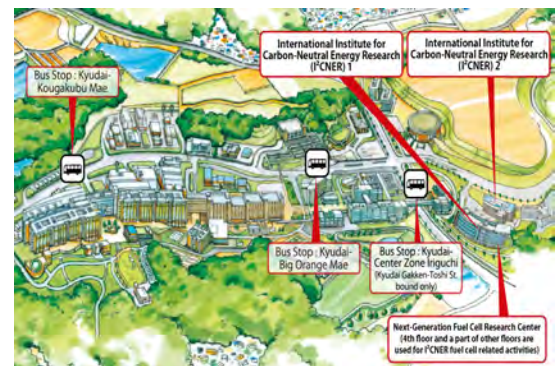 International Institute for
Carbon-Neutral Energy Research
(I²CNER) 1
International Institute for
Carbon-Neutral Energy Research
(I²CNER) 2
Bus Stop : Kyudai-
Kougakubu Mae
Bus Stop : Kyudai-
Big Orange Mae
Bus Stop : Kyudai-
Center Zone Iriguchi
(Kyudai Gakken-Toshi St.
bound only)
Next-Generation Fuel Cell Research Center
(4th floor and a part of other floors are
used for I²CNER fuel cell related activities)